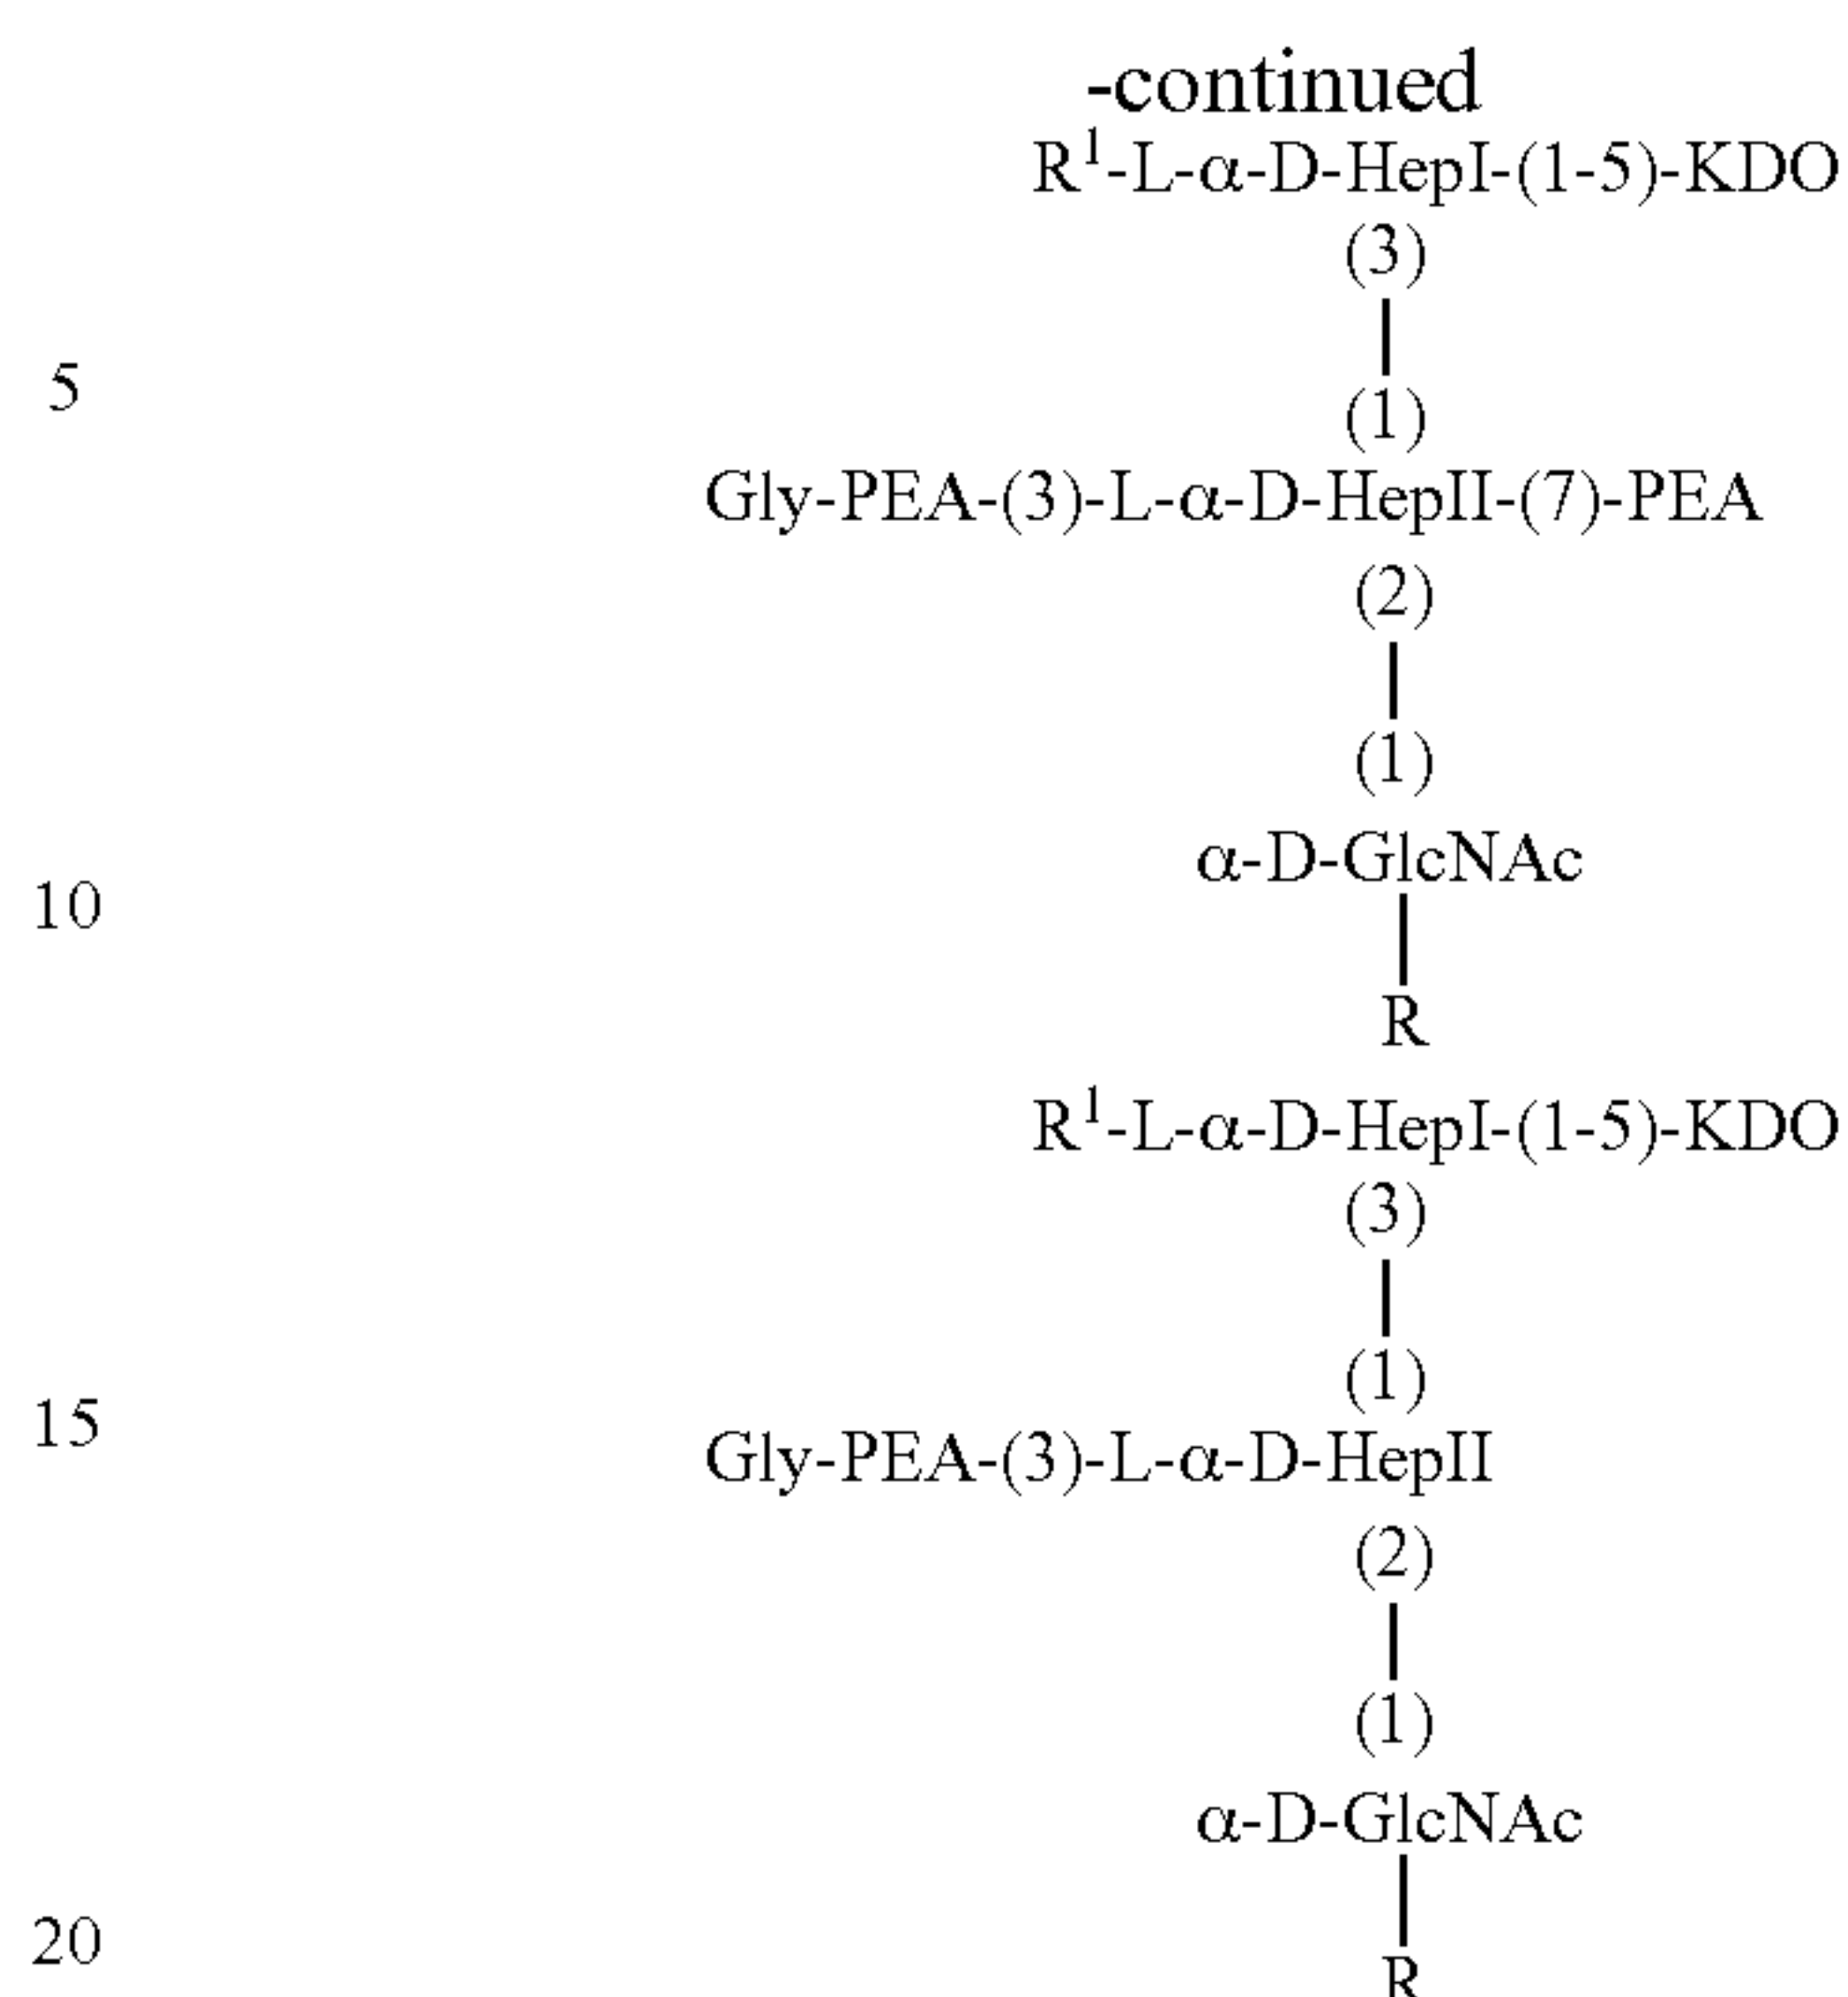 -continued
R¹-L-α-D-HepI-(1-5)-KDO
(3)
5
(1)
Gly-PEA-(3)-L-α-D-HepII-(7)-PEA
(2)
(1)
α-D-GlcNAc
10
R
R¹-L-α-D-HepI-(1-5)-KDO
(3)
(1)
15
Gly-PEA-(3)-L-α-D-HepII
(2)
(1)
α-D-GlcNAc
20
R